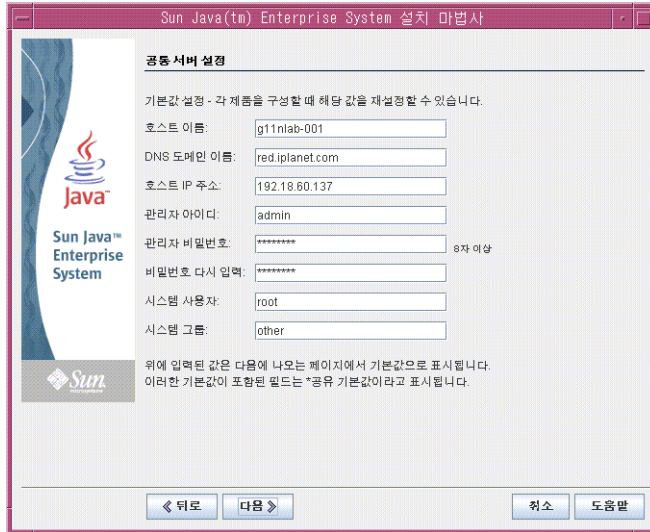 Sun Java(tm) Enterprise System 설치 마법사
공통 서버 설정
기본값 설정 - 각 제품을 구성할 때 해당 값을 재설정할 수 있습니다.
호스트 이름: g11nlab-001
DNS 도메인 이름: red.iplanet.com
호스트 IP 주소: 192.18.60.137
관리자 아이디: admin
관리자 비밀번호: ******** 8자 이상
비밀번호 다시 입력: ********
시스템 사용자: root
시스템 그룹: other
위에 입력된 값은 다음에 나오는 페이지에서 기본값으로 표시됩니다.
이러한 기본값이 포함된 필드는 *공유 기본값이라고 표시됩니다.
Java™
Sun Java™
Enterprise
System
Sun
microsystems
뒤로 다음 취소 도움말